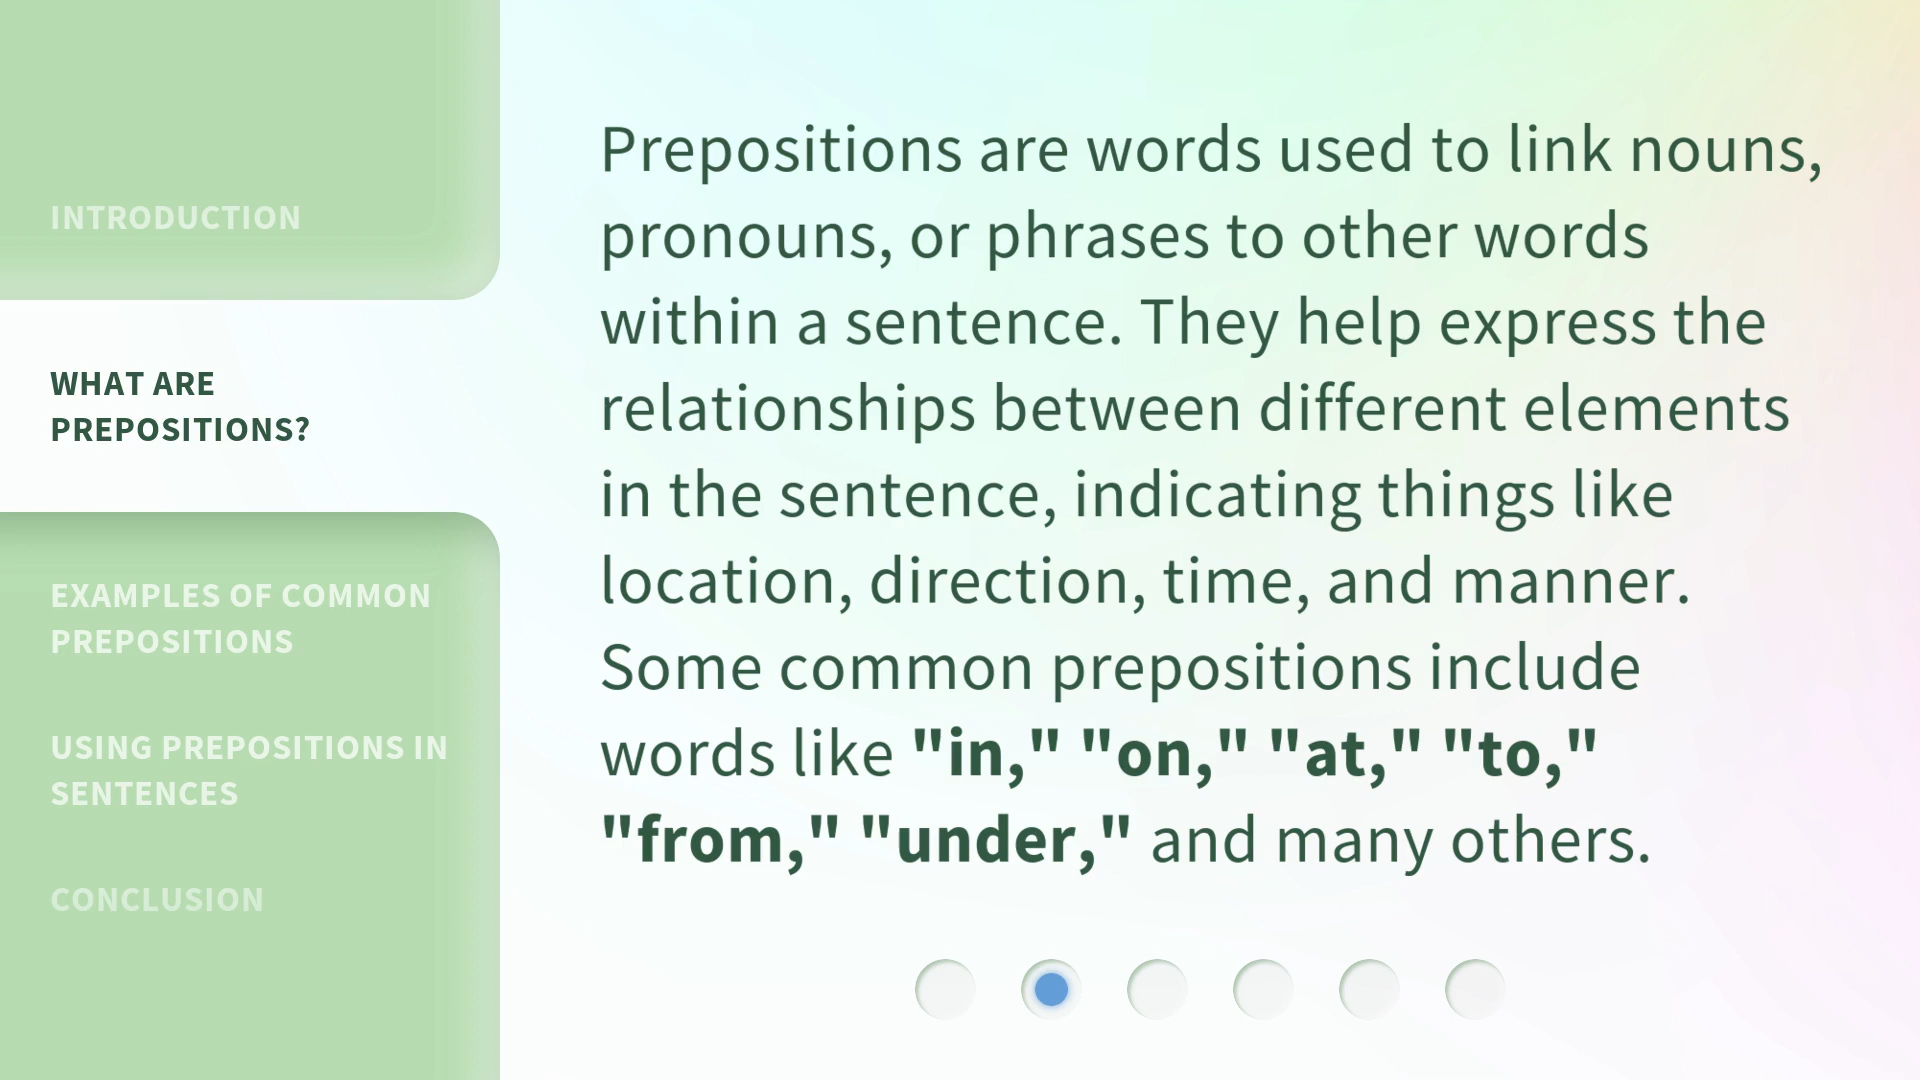 INTRODUCTION
WHAT ARE
PREPOSITIONS?
EXAMPLES OF COMMON
PREPOSITIONS
USING PREPOSITIONS IN
SENTENCES
CONCLUSION
Prepositions are words used to link nouns,
pronouns, or phrases to other words
within a sentence. They help express the
relationships between different elements
in the sentence, indicating things like
location, direction, time, and manner.
Some common prepositions include
words like "in," "on," "at," "to,"
"from," "under," and many others.